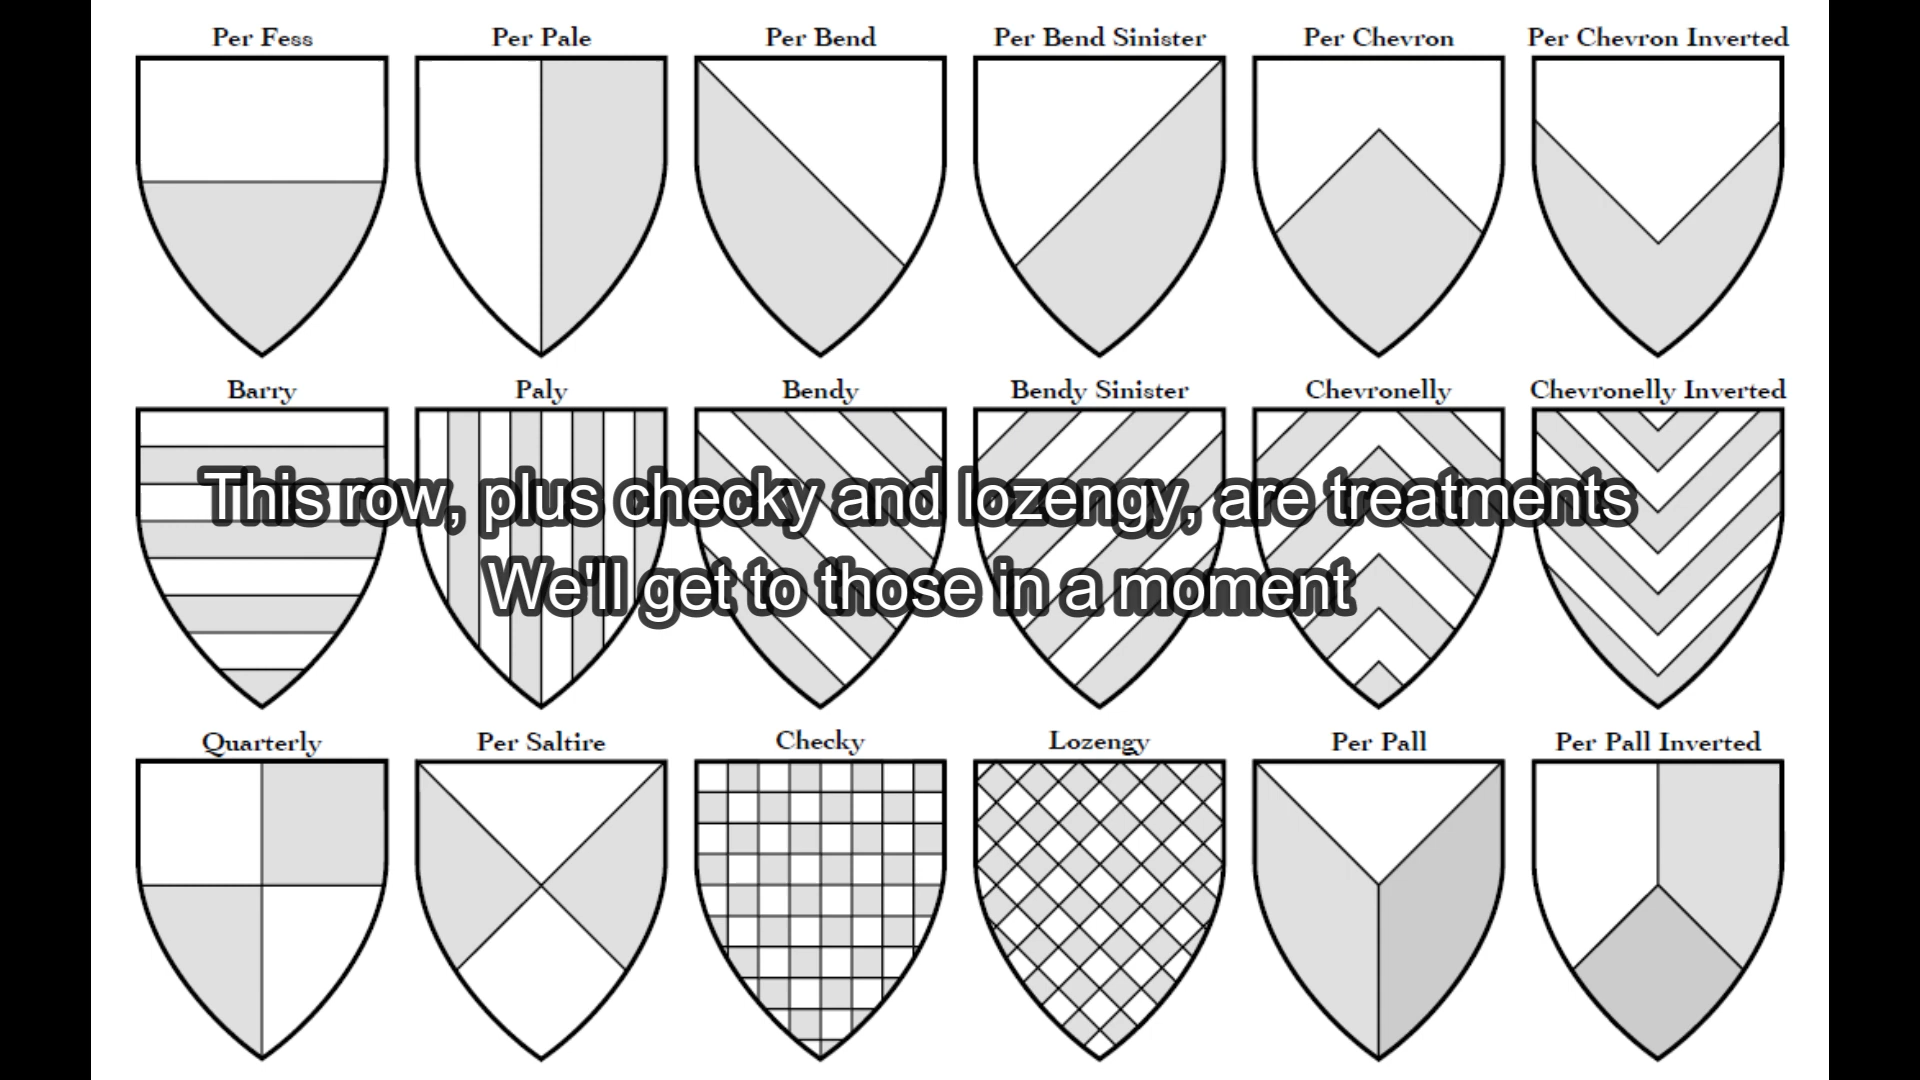 Per Fess Per Pale Per Bend Per Bend Sinister Per Chevron Per Chevron Inverted
Barry Paly Bendy Bendy Sinister Chevronelly Chevronelly Inverted
This row, plus checky and lozengy, are treatments
We'll get to those in a moment
Quarterly Per Saltire Checky Lozengy Per Pall Per Pall Inverted